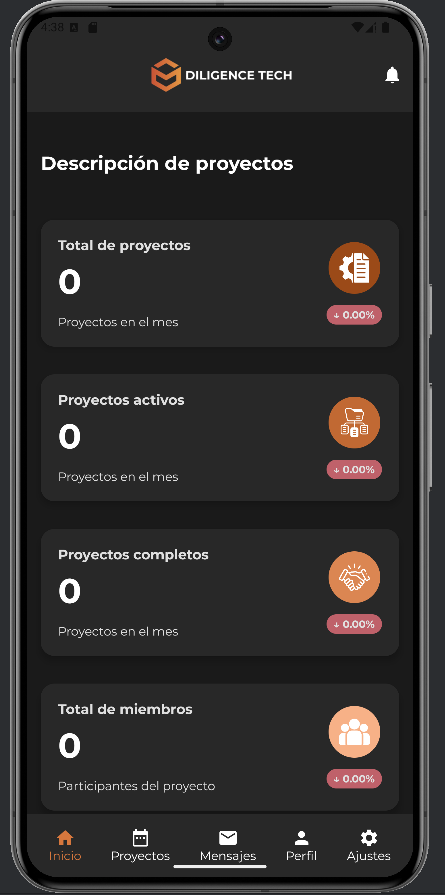 4:38
DILIGENCE TECH
Descripción de proyectos
Total de proyectos
0
Proyectos en el mes
↓ 0.00%
Proyectos activos
0
Proyectos en el mes
↓ 0.00%
Proyectos completos
0
Proyectos en el mes
↓ 0.00%
Total de miembros
0
Participantes del proyecto
↓ 0.00%
Inicio Proyectos Mensajes Perfil Ajustes